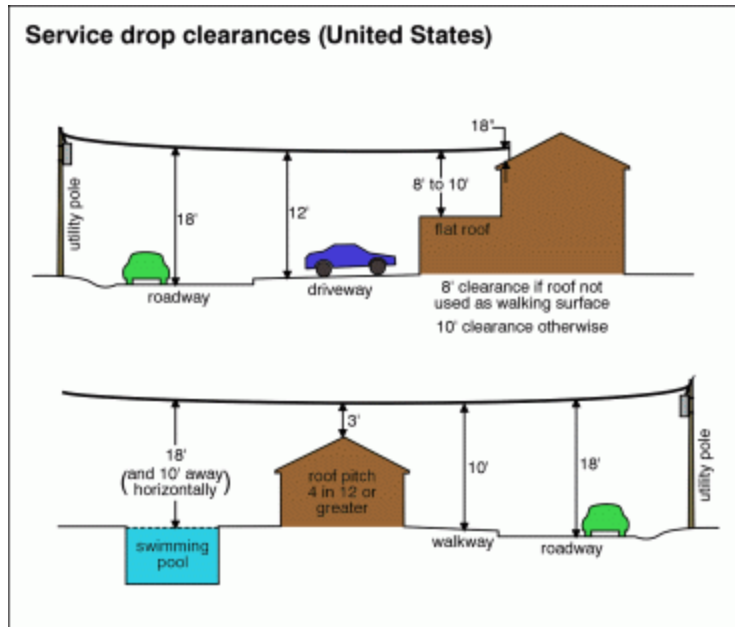 Service drop clearances (United States)
18"
8' to 10'
18'
12'
utility pole
flat roof
roadway
driveway
8' clearance if roof not
used as walking surface
10' clearance otherwise
3'
18'
(and 10' away
horizontally)
10'
18'
roof pitch
4 in 12 or
greater
utility pole
swimming
pool
walkway
roadway